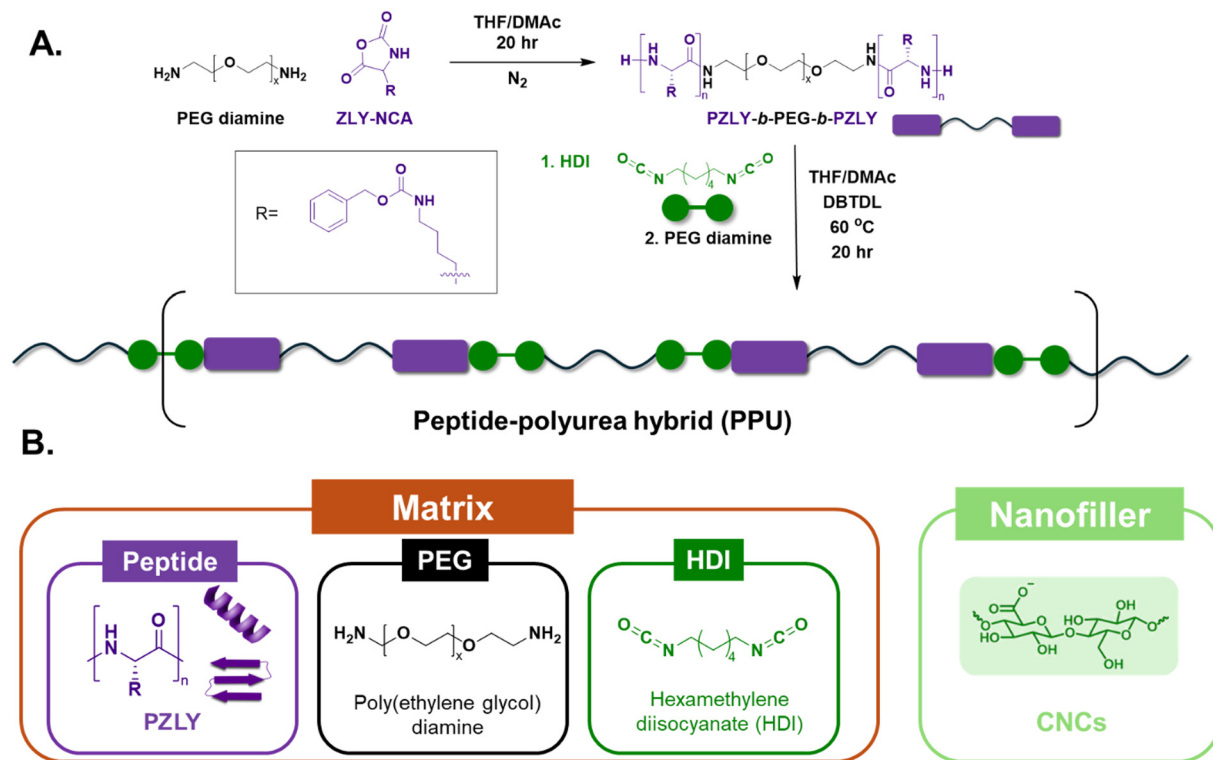 A.
THF/DMAc
20 hr
N₂
H₂N
O
x
NH₂
PEG diamine
O
O
NH
O
R
ZLY-NCA
H
H
N
O
R
n
N
H
O
x
O
H
N
R
O
N
H
H
n
PZLY-b-PEG-b-PZLY
R=
O
O
NH
1. HDI
O
C
N
4
N
C
O
2. PEG diamine
THF/DMAc
DBTDL
60 °C
20 hr
Peptide-polyurea hybrid (PPU)
B.
Matrix
Nanofiller
Peptide
PEG
HDI
H
N
O
R
n
PZLY
H₂N
O
x
O
NH₂
Poly(ethylene glycol)
diamine
O
C
N
4
N
C
O
Hexamethylene
diisocyanate (HDI)
O
O⁻
O
O
HO
OH
O
OH
HO
O
O
OH
CNCs